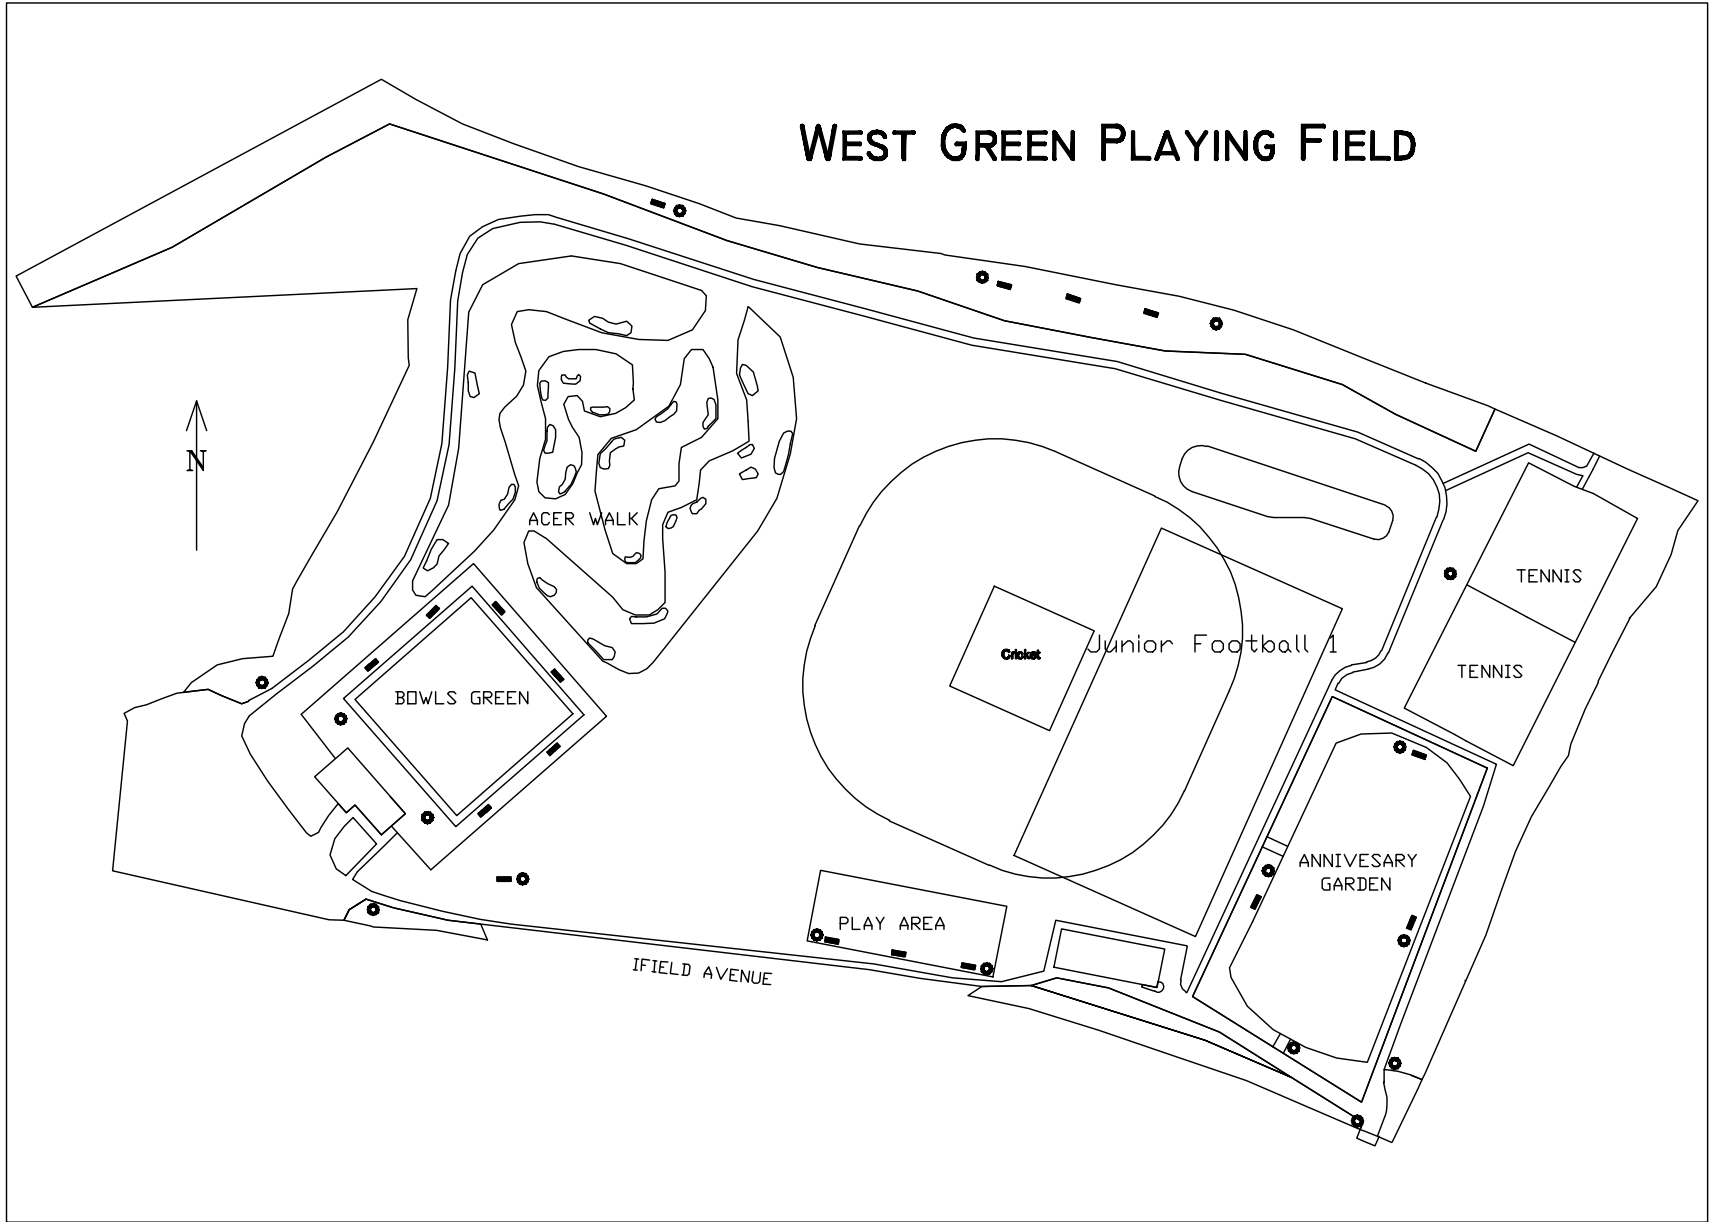 WEST GREEN PLAYING FIELD
N
ACER WALK
TENNIS
Junior Football 1
Cricket
TENNIS
BOWLS GREEN
ANNIVESARY
GARDEN
PLAY AREA
IFIELD AVENUE